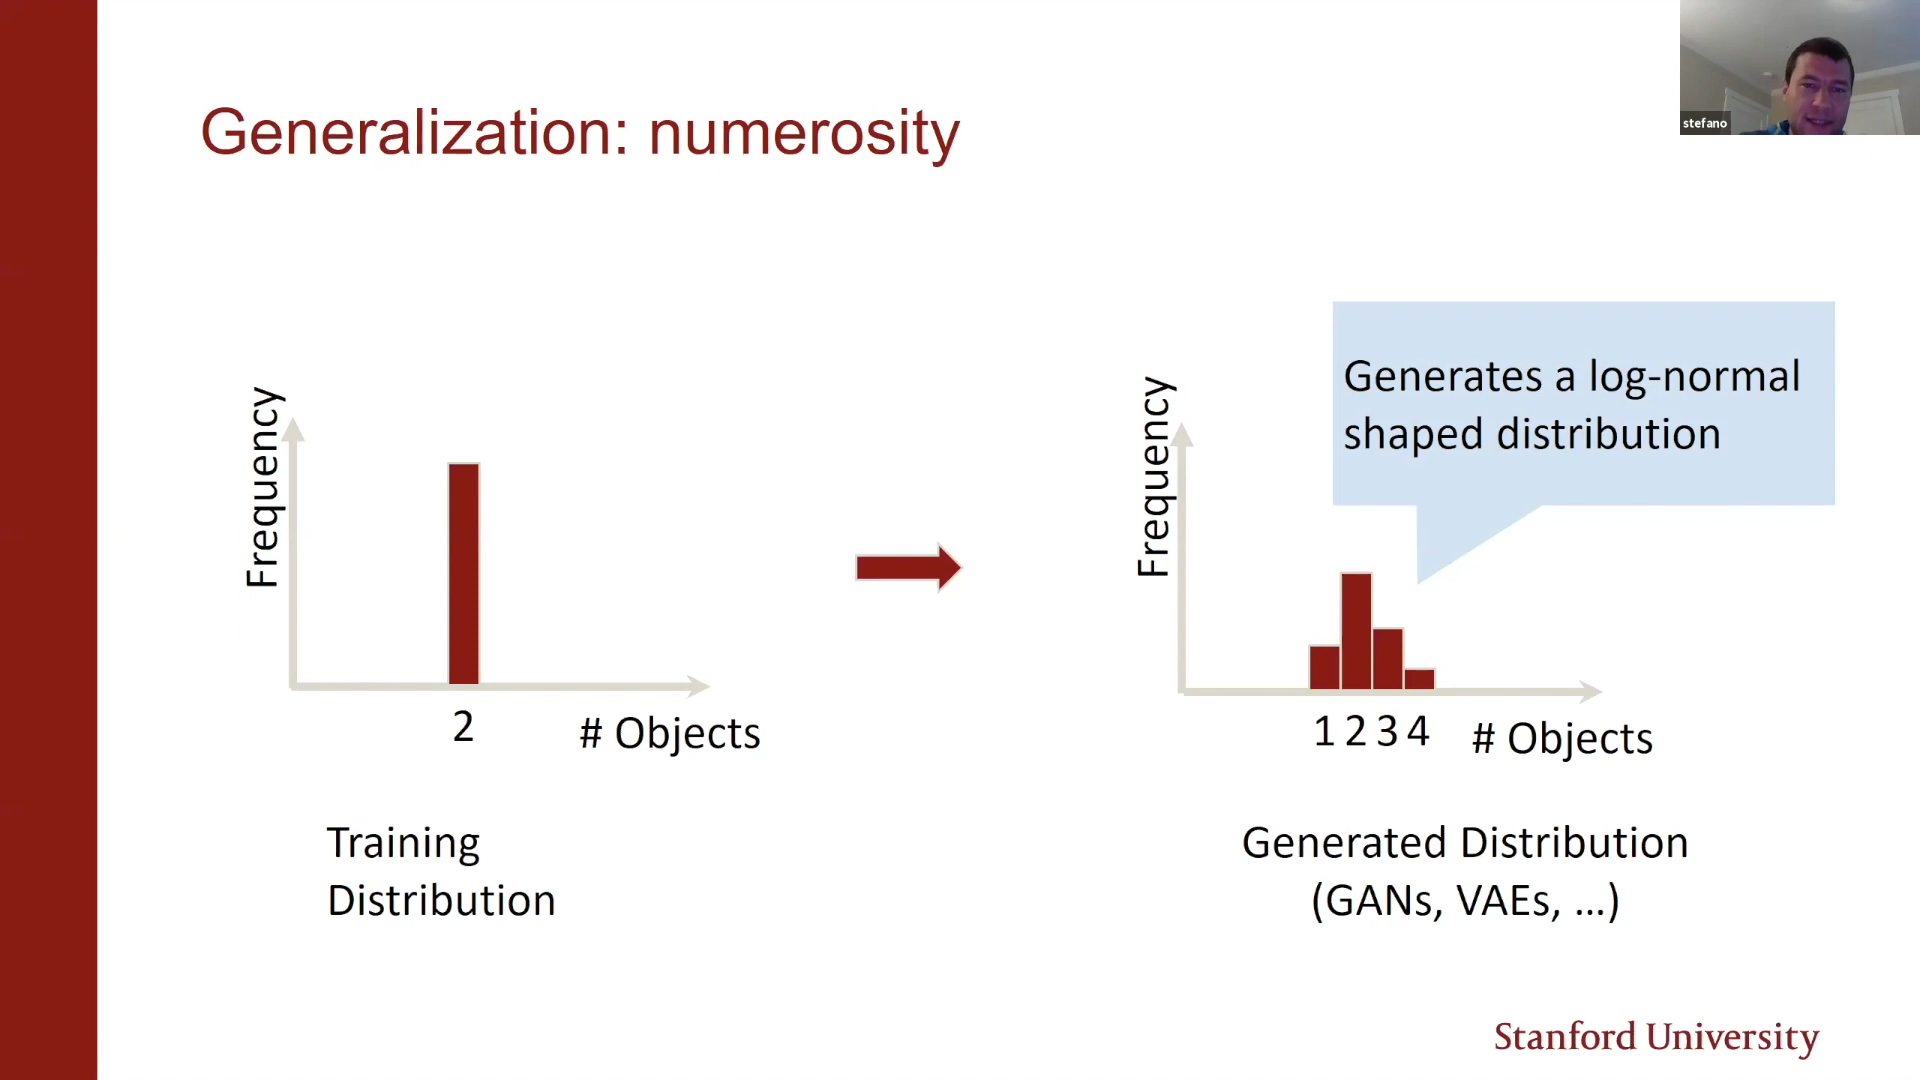 stefano
Generalization: numerosity
Frequency
2
# Objects
Training
Distribution
Generates a log-normal
shaped distribution
Frequency
1 2 3 4
# Objects
Generated Distribution
(GANs, VAEs, ...)
Stanford University